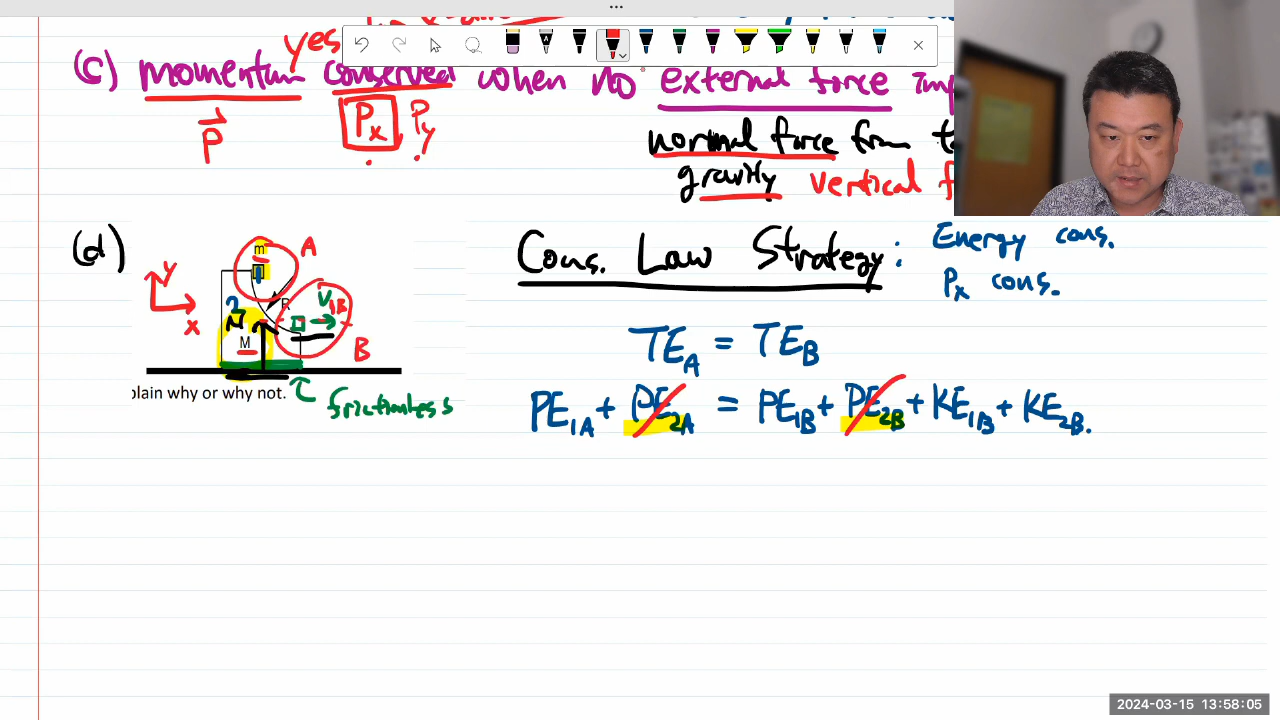 yes
(c) momentum conserved when no external force imp
P Px, Py
normal force from t
gravity vertical f
(d)
Cons. Law Strategy: Energy cons.
Px cons.
m A
y
x
R
V1B
2
N
M
B
TEA = TEB
plain why or why not. frictionless
PE1A + PE2A = PE1B + PE2B + KE1B + KE2B.
2024-03-15 13:58:05